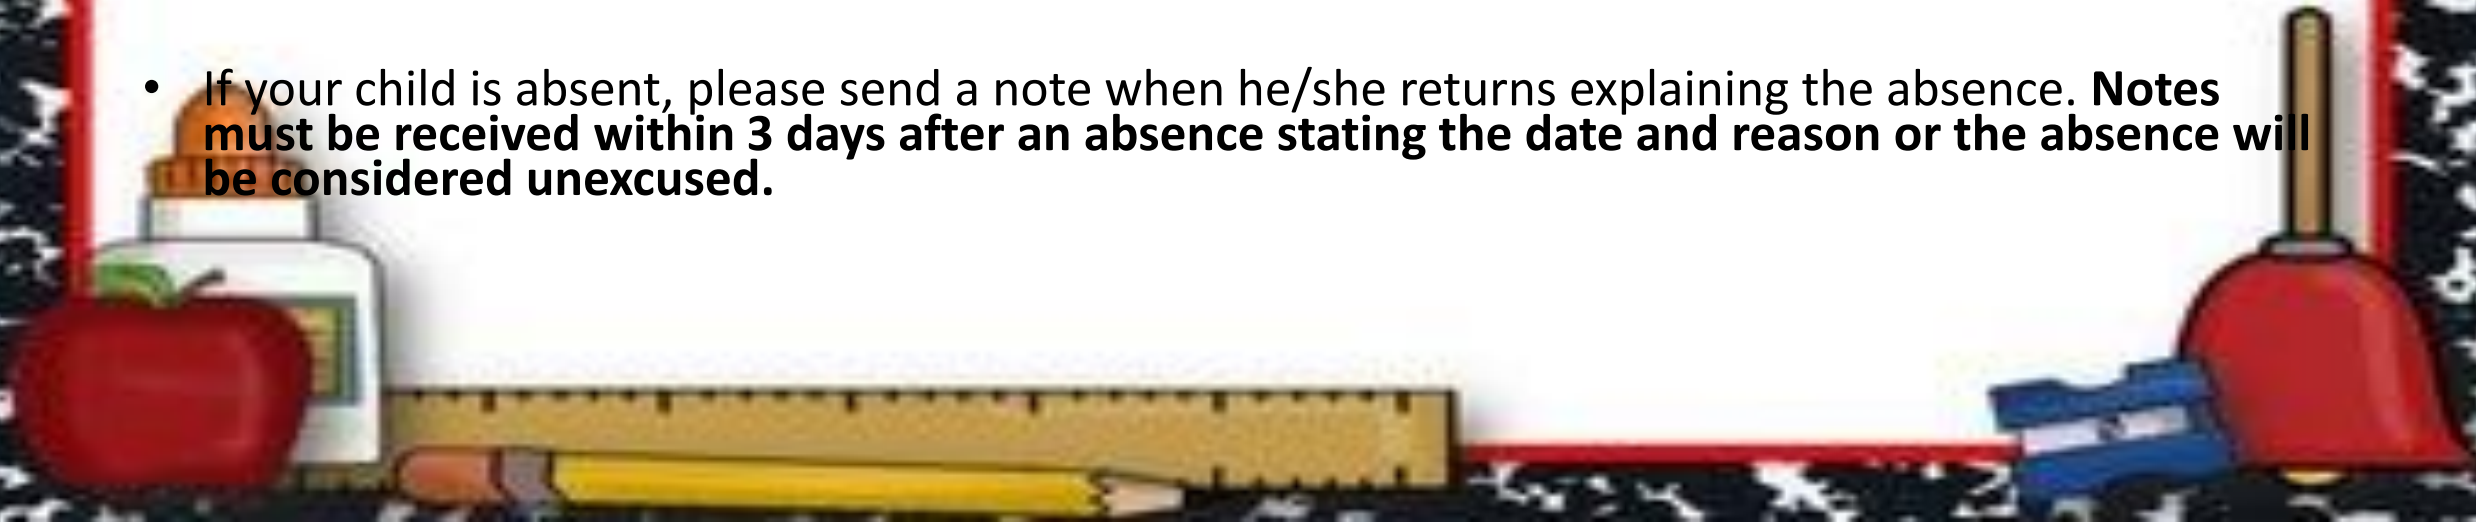 • If your child is absent, please send a note when he/she returns explaining the absence. Notes
must be received within 3 days after an absence stating the date and reason or the absence will
be considered unexcused.